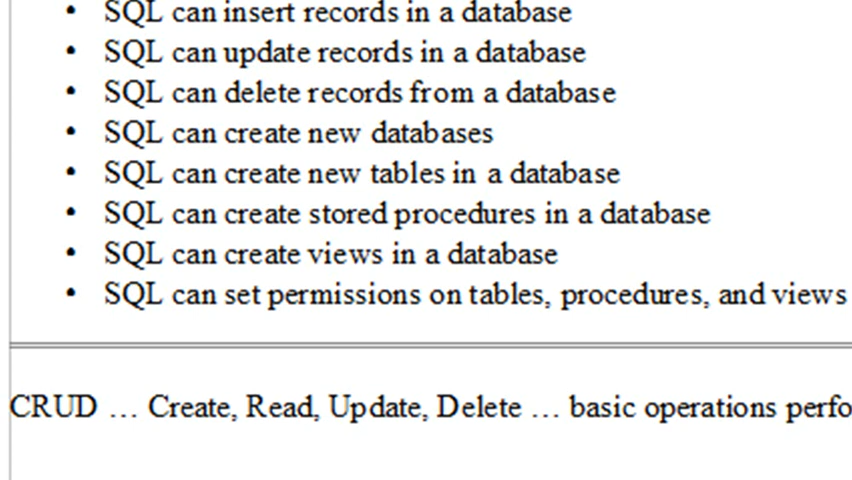 • SQL can insert records in a database
• SQL can update records in a database
• SQL can delete records from a database
• SQL can create new databases
• SQL can create new tables in a database
• SQL can create stored procedures in a database
• SQL can create views in a database
• SQL can set permissions on tables, procedures, and views
CRUD … Create, Read, Update, Delete … basic operations